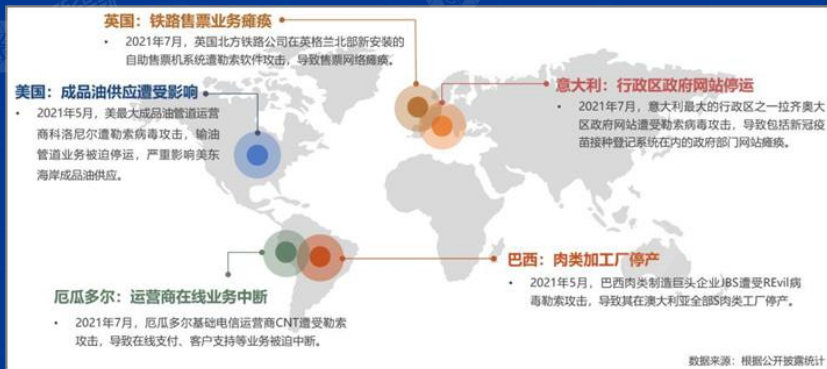 英国：铁路售票业务瘫痪
• 2021年7月，英国北方铁路公司在英格兰北部新安装的
自助售票机系统遭勒索软件攻击，导致售票网络瘫痪。
美国：成品油供应遭受影响
• 2021年5月，美最大成品油管道运营
商科洛尼尔遭勒索病毒攻击，输油
管道业务被迫停运，严重影响美东
海岸成品油供应。
意大利：行政区政府网站停运
• 2021年7月，意大利最大的行政区之一拉齐奥大
区政府网站遭受勒索病毒攻击，导致包括新冠疫
苗接种登记系统在内的政府部门网站瘫痪。
厄瓜多尔：运营商在线业务中断
• 2021年7月，厄瓜多尔基础电信运营商CNT遭受勒索
攻击，导致在线支付、客户支持等业务被迫中断。
巴西：肉类加工厂停产
• 2021年5月，巴西肉类制造巨头企业JBS遭受REvil病
毒勒索攻击，导致其在澳大利亚全部S肉类工厂停产。
数据来源：根据公开披露统计